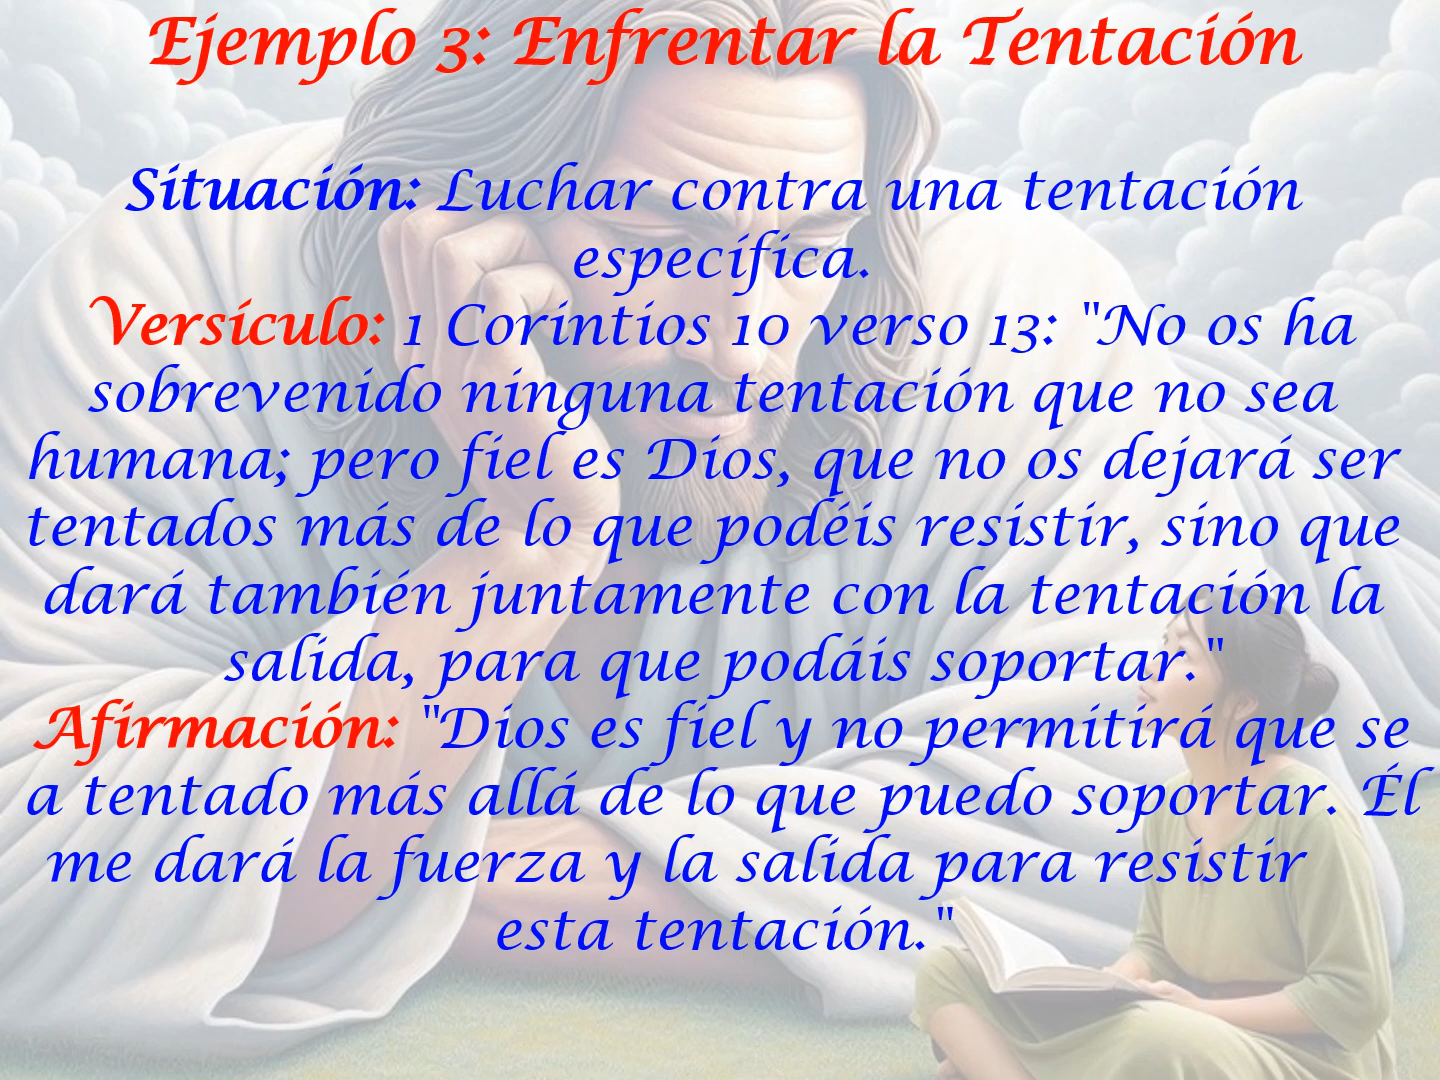 Ejemplo 3: Enfrentar la Tentación
Situación: Luchar contra una tentación
específica.
Versículo: 1 Corintios 10 verso 13: "No os ha
sobrevenido ninguna tentación que no sea
humana; pero fiel es Dios, que no os dejará ser
tentados más de lo que podéis resistir, sino que
dará también juntamente con la tentación la
salida, para que podáis soportar."
Afirmación: "Dios es fiel y no permitirá que se
a tentado más allá de lo que puedo soportar. Él
me dará la fuerza y la salida para resistir
esta tentación."